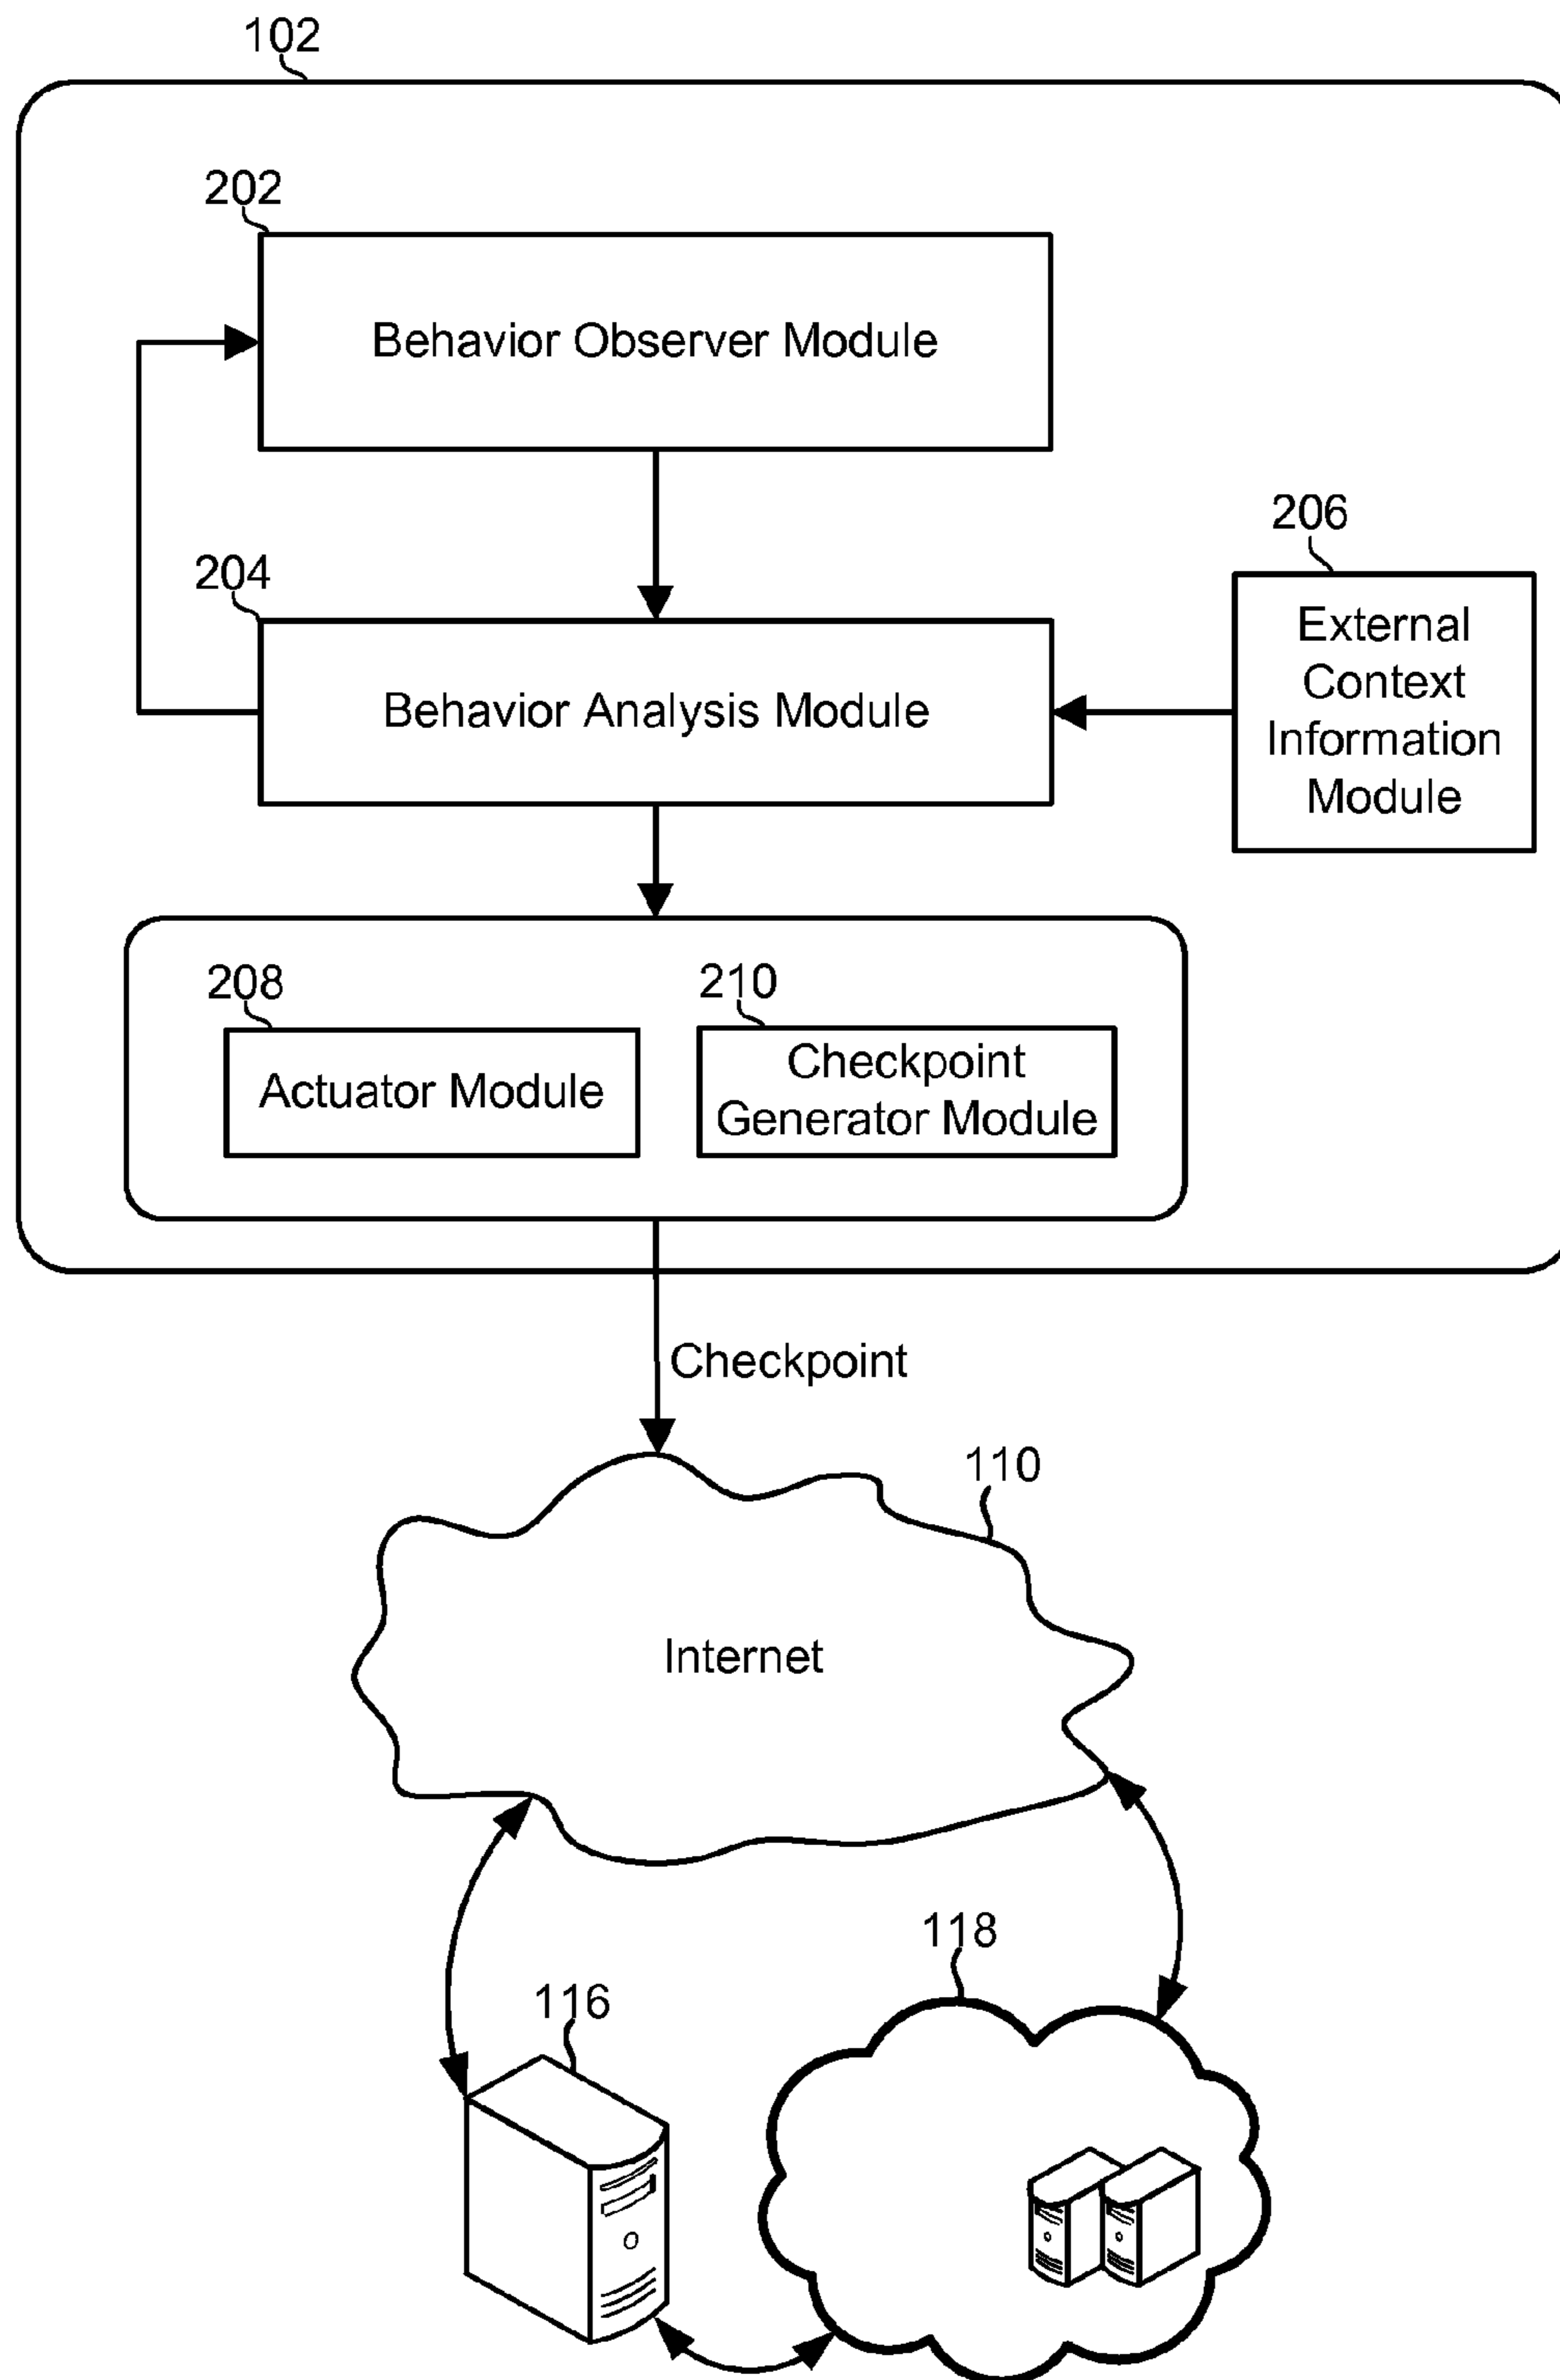 102
202
Behavior Observer Module
206
204
External
Context
Information
Module
Behavior Analysis Module
208
210
Actuator Module
Checkpoint
Generator Module
Checkpoint
110
Internet
118
116